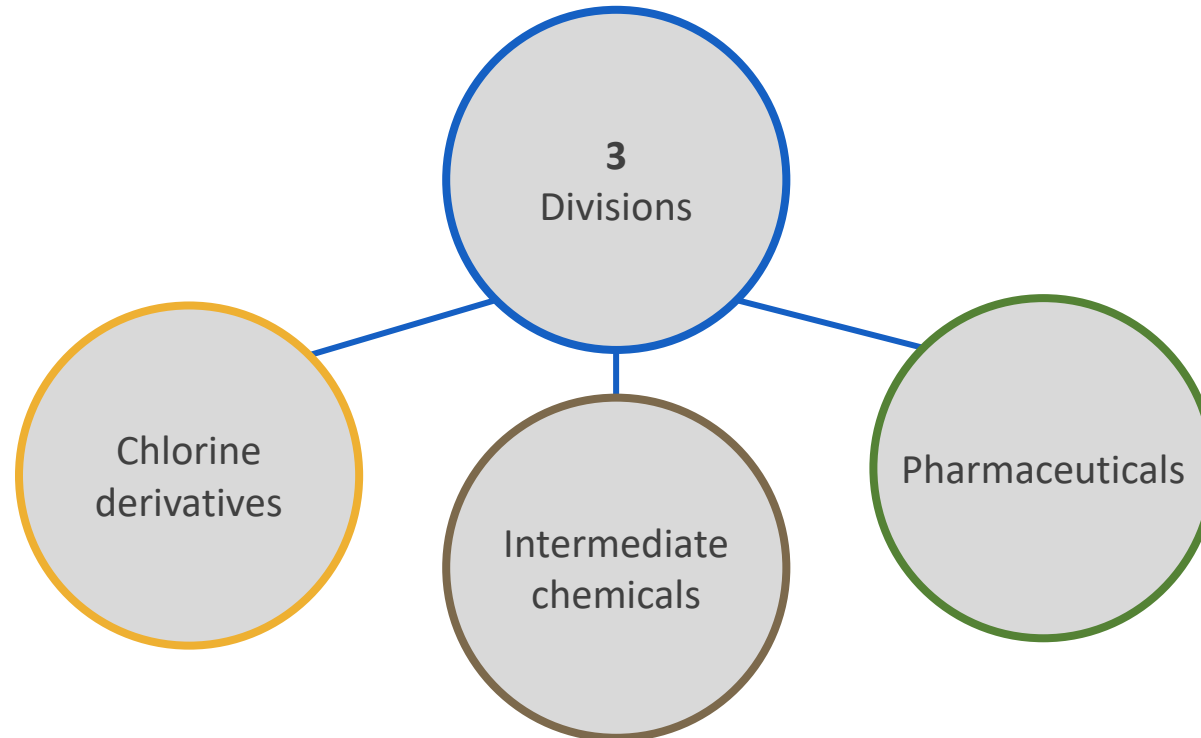 3
Divisions
Chlorine
derivatives
Intermediate
chemicals
Pharmaceuticals